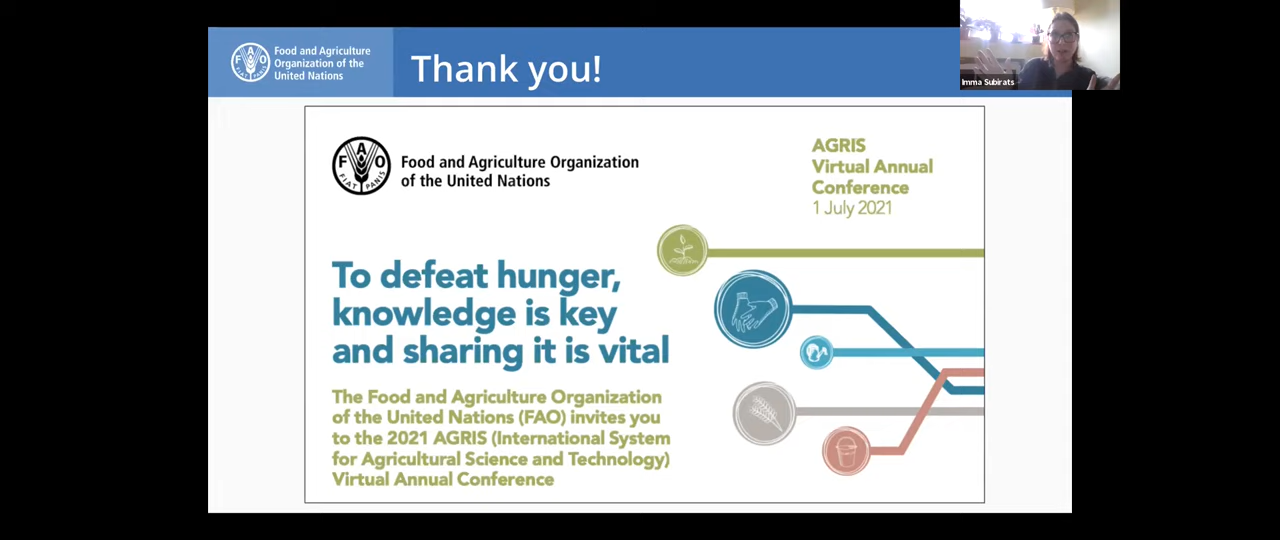 Food and Agriculture
Organization of the
United Nations
Thank you!
Imma Subirats
F A O
FIAT PANIS
Food and Agriculture Organization
of the United Nations
AGRIS
Virtual Annual
Conference
1 July 2021
To defeat hunger,
knowledge is key
and sharing it is vital
The Food and Agriculture Organization
of the United Nations (FAO) invites you
to the 2021 AGRIS (International System
for Agricultural Science and Technology)
Virtual Annual Conference